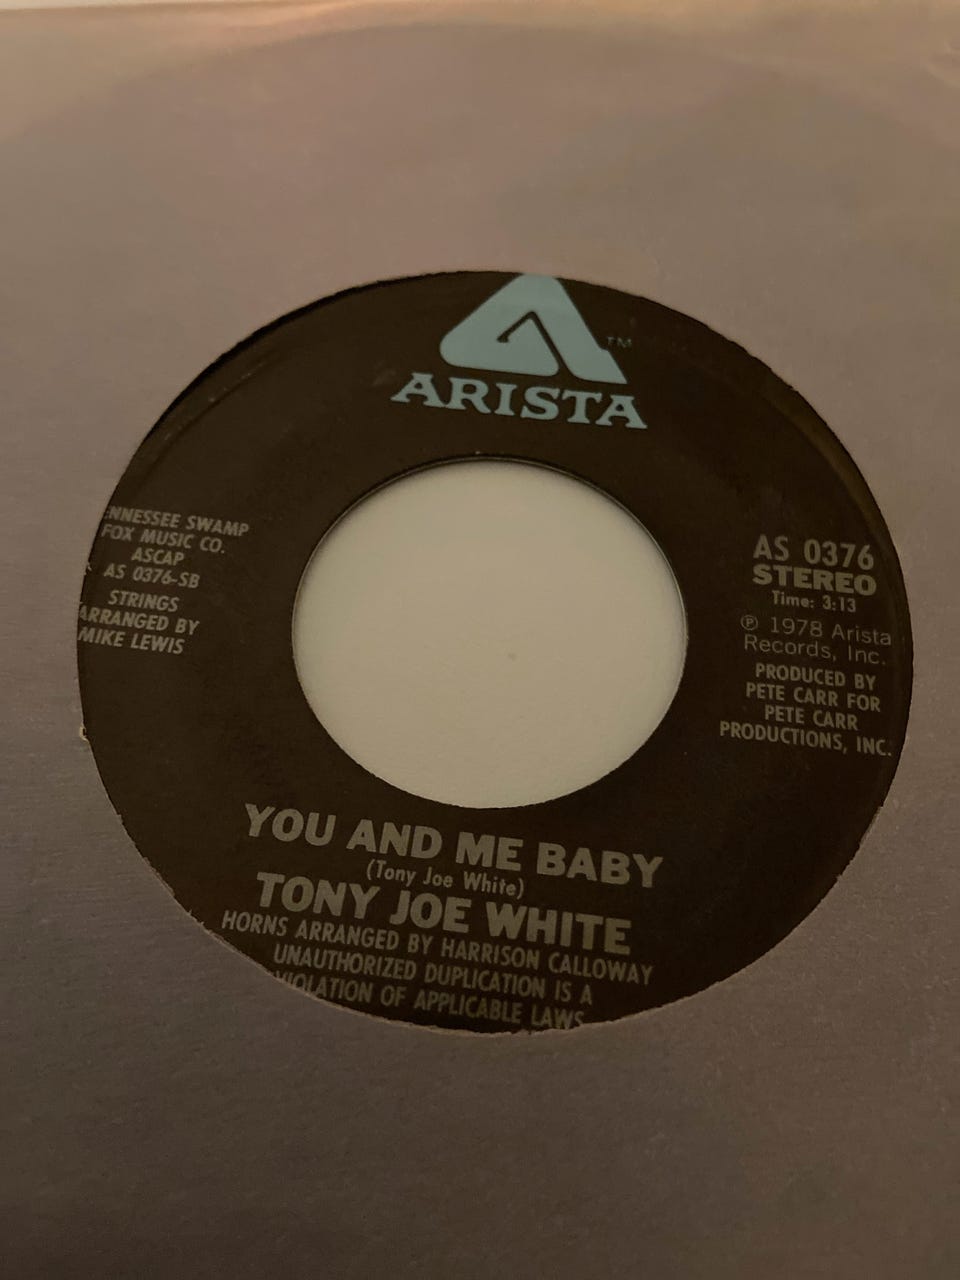 TM
ARISTA
NNESSEE SWAMP
FOX MUSIC CO.
ASCAP
AS 0376-SB
STRINGS
ARRANGED BY
MIKE LEWIS
AS 0376
STEREO
Time: 3:13
℗ 1978 Arista
Records, Inc.
PRODUCED BY
PETE CARR FOR
PETE CARR
PRODUCTIONS, INC.
YOU AND ME BABY
(Tony Joe White)
TONY JOE WHITE
HORNS ARRANGED BY HARRISON CALLOWAY
UNAUTHORIZED DUPLICATION IS A
VIOLATION OF APPLICABLE LAWS